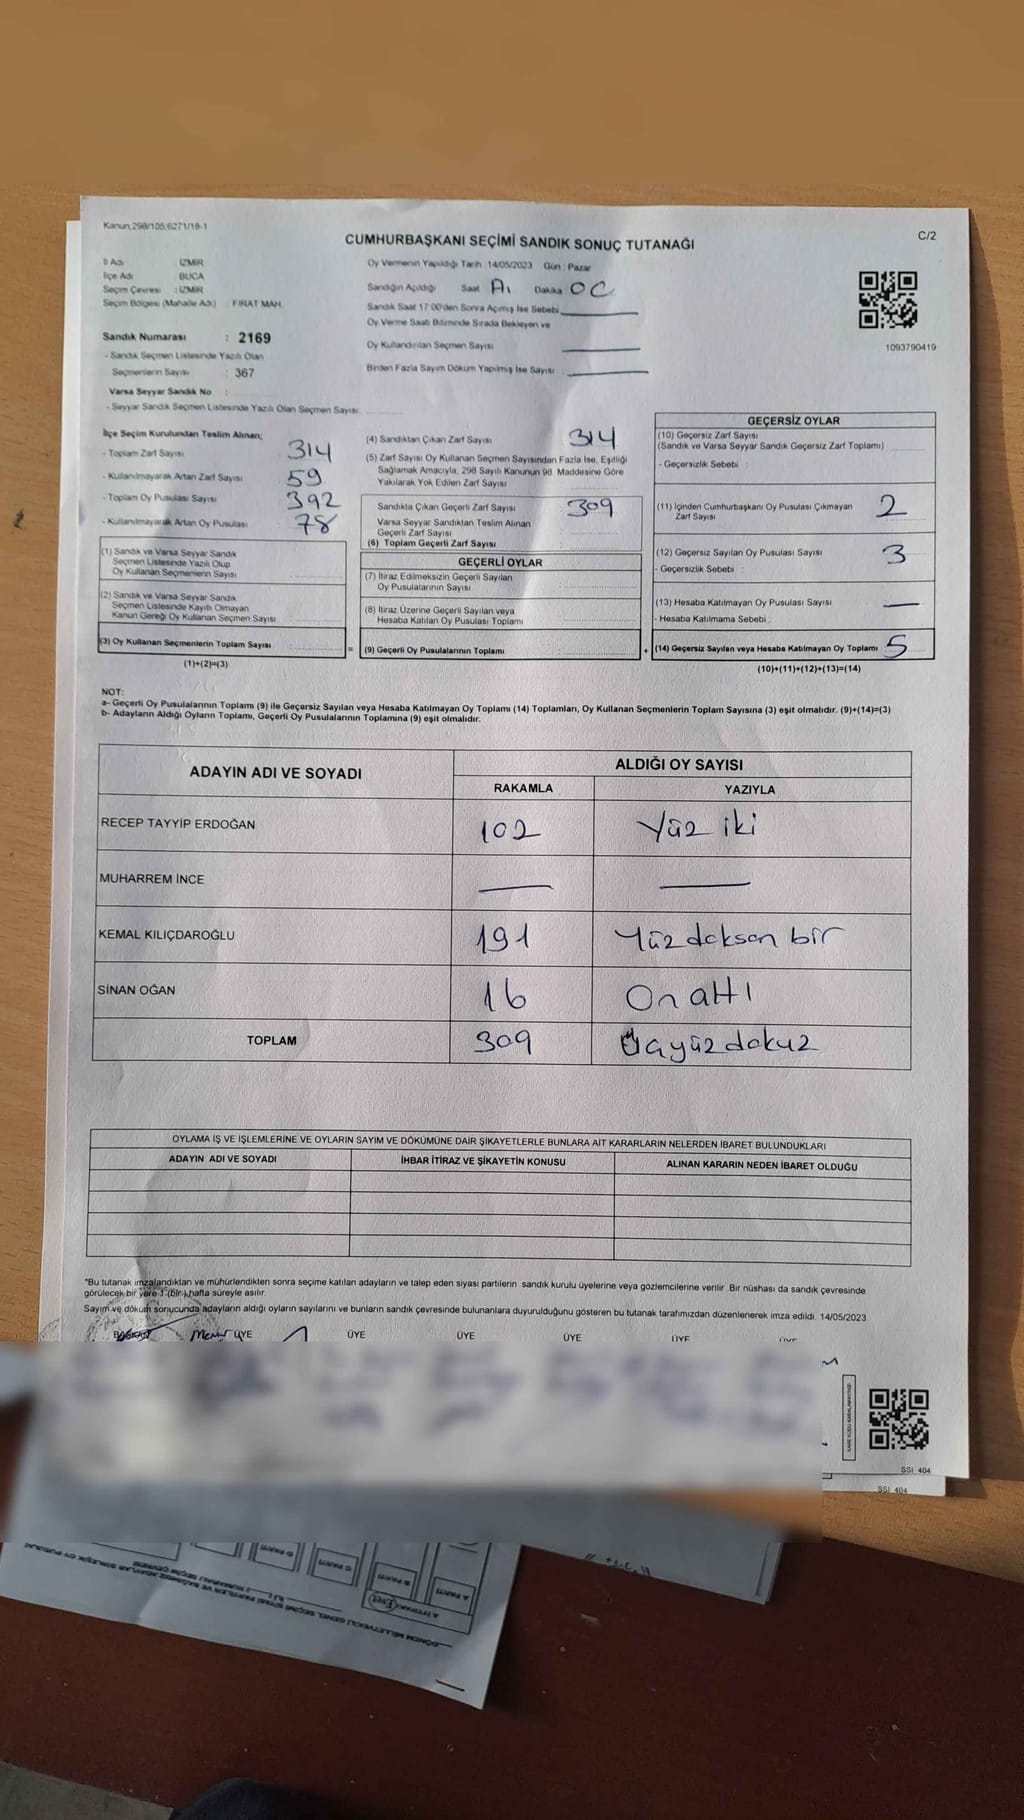 Kanun;298/105;6271/18-1
C/2
CUMHURBAŞKANI SEÇİMİ SANDIK SONUÇ TUTANAĞI
İl Adı : İZMİR
İlçe Adı : BUCA
Seçim Çevresi : İZMİR
Seçim Bölgesi (Mahalle Adı) : FIRAT MAH.
Sandık Numarası : 2169
- Sandık Seçmen Listesinde Yazılı Olan
Seçmenlerin Sayısı : 367
Varsa Seyyar Sandık No :
- Seyyar Sandık Seçmen Listesinde Yazılı Olan Seçmen Sayısı:
Oy Vermenin Yapıldığı Tarih :14/05/2023 Gün : Pazar
Sandığın Açıldığı Saat Dakika
Sandık Saat 17:00'den Sonra Açımış İse Sebebi:
Oy Verme Saati Bitiminde Sırada Bekleyen ve
Oy Kullandırılan Seçmen Sayısı :
Birden Fazla Sayım Döküm Yapılmış İse Sayısı :
1093790419
İlçe Seçim Kurulundan Teslim Alınan;
- Toplam Zarf Sayısı : 314
- Kullanılmayarak Artan Zarf Sayısı : 59
- Toplam Oy Pusulası Sayısı : 392
- Kullanılmayarak Artan Oy Pusulası : 78
(1) Sandık ve Varsa Seyyar Sandık
Seçmen Listesinde Yazılı Olup
Oy Kullanan Seçmenlerin Sayısı
(2) Sandık ve Varsa Seyyar Sandık
Seçmen Listesinde Kayıtlı Olmayan
Kanun Gereği Oy Kullanan Seçmen Sayısı
(3) Oy Kullanan Seçmenlerin Toplam Sayısı
(1)+(2)=(3)
(4) Sandıktan Çıkan Zarf Sayısı : 314
(5) Zarf Sayısı Oy Kullanan Seçmen Sayısından Fazla İse, Eşitliği
Sağlamak Amacıyla; 298 Sayılı Kanunun 98. Maddesine Göre
Yakılarak Yok Edilen Zarf Sayısı
Sandıkta Çıkan Geçerli Zarf Sayısı : 309
Varsa Seyyar Sandıktan Teslim Alınan
Geçerli Zarf Sayısı
(6) Toplam Geçerli Zarf Sayısı
GEÇERLİ OYLAR
(7) İtiraz Edilmeksizin Geçerli Sayılan
Oy Pusulalarının Sayısı
(8) İtiraz Üzerine Geçerli Sayılan veya
Hesaba Katılan Oy Pusulası Toplamı
= (9) Geçerli Oy Pusulalarının Toplamı +
GEÇERSİZ OYLAR
(10) Geçersiz Zarf Sayısı
(Sandık ve Varsa Seyyar Sandık Geçersiz Zarf Toplamı)
- Geçersizlik Sebebi :
(11) İçinden Cumhurbaşkanı Oy Pusulası Çıkmayan
Zarf Sayısı 2
(12) Geçersiz Sayılan Oy Pusulası Sayısı 3
- Geçersizlik Sebebi :
(13) Hesaba Katılmayan Oy Pusulası Sayısı —
- Hesaba Katılmama Sebebi :
(14) Geçersiz Sayılan veya Hesaba Katılmayan Oy Toplamı 5
(10)+(11)+(12)+(13)=(14)
NOT:
a- Geçerli Oy Pusulalarının Toplamı (9) ile Geçersiz Sayılan veya Hesaba Katılmayan Oy Toplamı (14) Toplamları, Oy Kullanan Seçmenlerin Toplam Sayısına (3) eşit olmalıdır. (9)+(14)=(3)
b- Adayların Aldığı Oyların Toplamı, Geçerli Oy Pusulalarının Toplamına (9) eşit olmalıdır.
ADAYIN ADI VE SOYADI
ALDIĞI OY SAYISI
RAKAMLA YAZIYLA
RECEP TAYYİP ERDOĞAN 102 Yüz iki
MUHARREM İNCE — —
KEMAL KILIÇDAROĞLU 191 Yüzdoksan bir
SİNAN OĞAN 16 On altı
TOPLAM 309 Üçyüzdokuz
OYLAMA İŞ VE İŞLEMLERİNE VE OYLARIN SAYIM VE DÖKÜMÜNE DAİR ŞİKAYETLERLE BUNLARA AİT KARARLARIN NELERDEN İBARET BULUNDUKLARI
ADAYIN ADI VE SOYADI İHBAR İTİRAZ VE ŞİKAYETİN KONUSU ALINAN KARARIN NEDEN İBARET OLDUĞU
*Bu tutanak imzalandıktan ve mühürlendikten sonra seçime katılan adayların ve talep eden siyasi partilerin sandık kurulu üyelerine veya gözlemcilerine verilir. Bir nüshası da sandık çevresinde
görülecek bir yere 1 (bir) hafta süreyle asılır.
Sayım ve döküm sonucunda adayların aldığı oyların sayılarını ve bunların sandık çevresinde bulunanlara duyurulduğunu gösteren bu tutanak tarafımızdan düzenlenerek imza edildi. 14/05/2023
BAŞKAN Memur ÜYE ÜYE ÜYE ÜYE ÜYE ÜYE
SSİ 404
SSİ 404